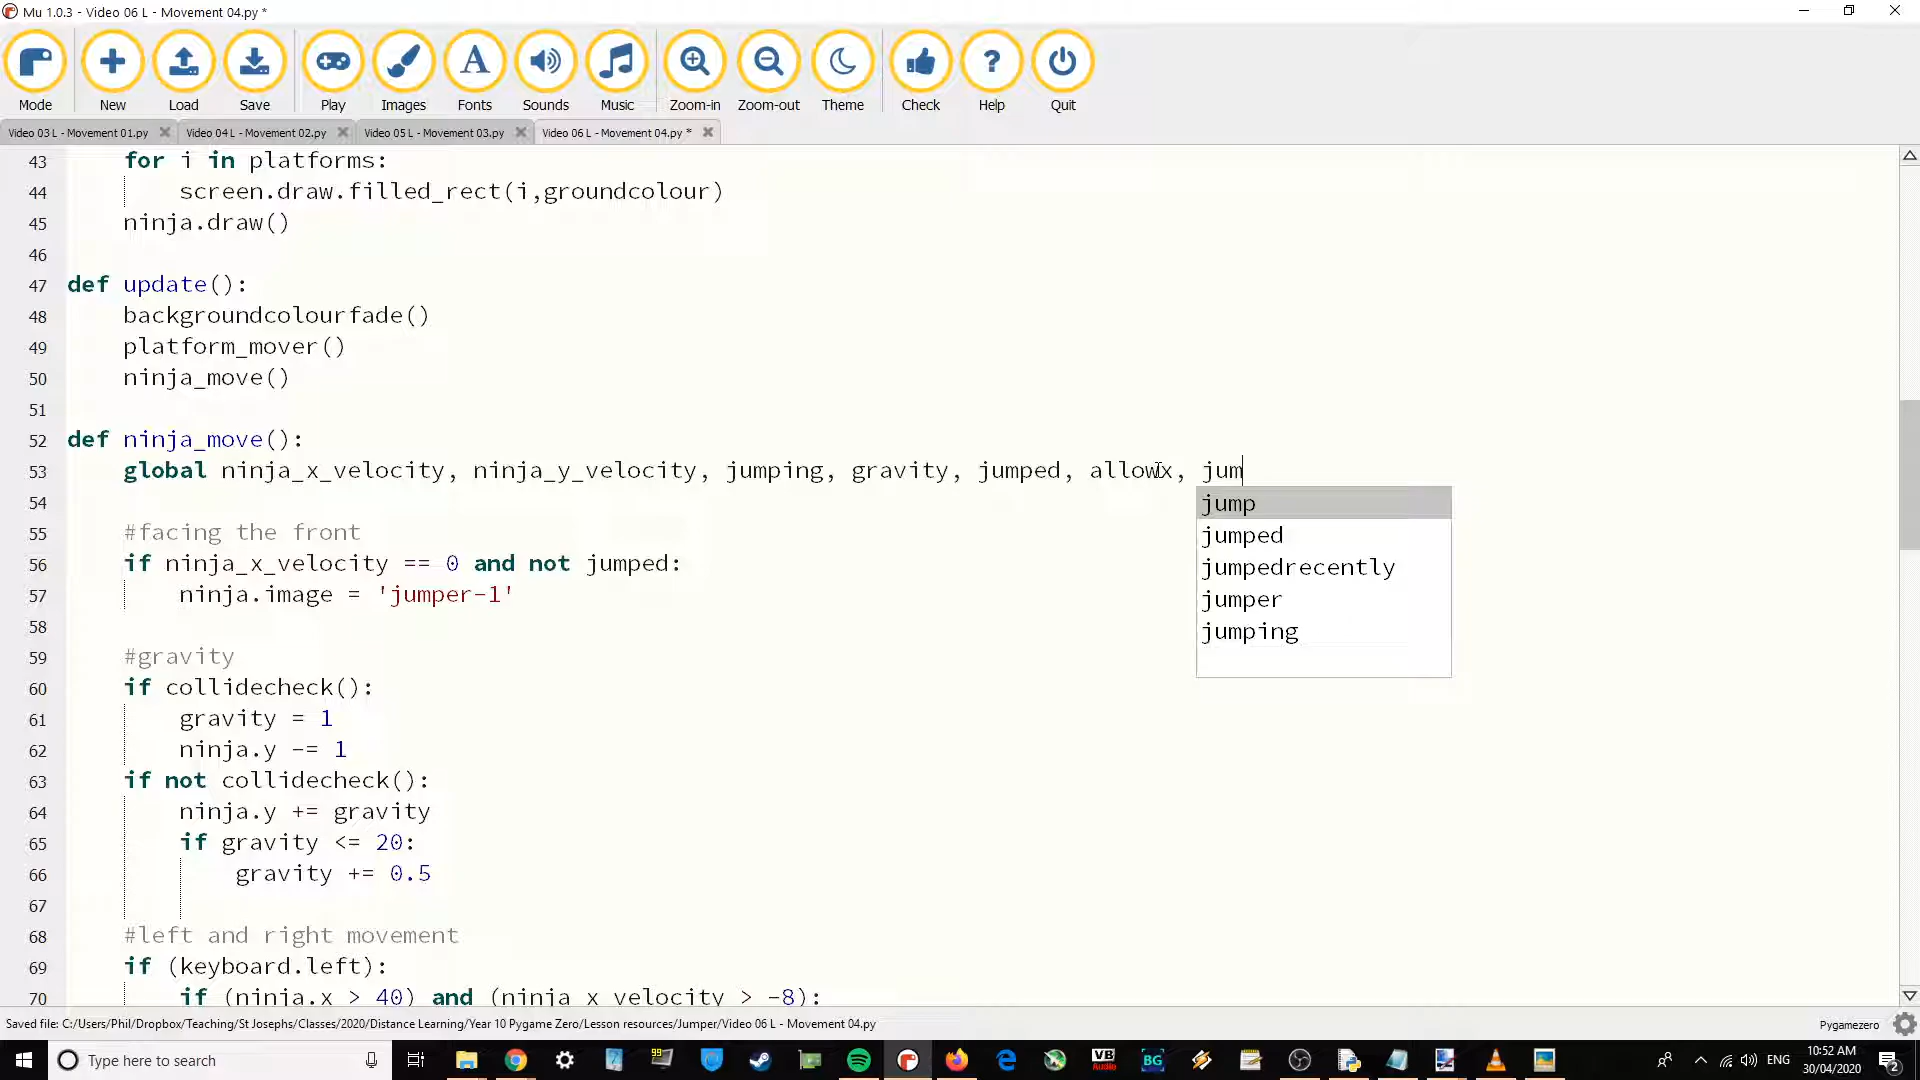 Mu 1.0.3 - Video 06 L - Movement 04.py *
Mode New Load Save Play Images Fonts Sounds Music Zoom-in Zoom-out Theme Check Help Quit
Video 03 L - Movement 01.py Video 04 L - Movement 02.py Video 05 L - Movement 03.py Video 06 L - Movement 04.py *
43 for i in platforms:
44 screen.draw.filled_rect(i,groundcolour)
45 ninja.draw()
46
47 def update():
48 backgroundcolourfade()
49 platform_mover()
50 ninja_move()
51
52 def ninja_move():
53 global ninja_x_velocity, ninja_y_velocity, jumping, gravity, jumped, allowx, jum
jump
jumped
jumpedrecently
jumper
jumping
54
55 #facing the front
56 if ninja_x_velocity == 0 and not jumped:
57 ninja.image = 'jumper-1'
58
59 #gravity
60 if collidecheck():
61 gravity = 1
62 ninja.y -= 1
63 if not collidecheck():
64 ninja.y += gravity
65 if gravity <= 20:
66 gravity += 0.5
67
68 #left and right movement
69 if (keyboard.left):
70 if (ninja.x > 40) and (ninja_x_velocity > -8):
Saved file: C:/Users/Phil/Dropbox/Teaching/St Josephs/Classes/2020/Distance Learning/Year 10 Pygame Zero/Lesson resources/Jumper/Video 06 L - Movement 04.py
Pygamezero
Type here to search
99
VB
Audio
BG
ENG
10:52 AM
30/04/2020
2